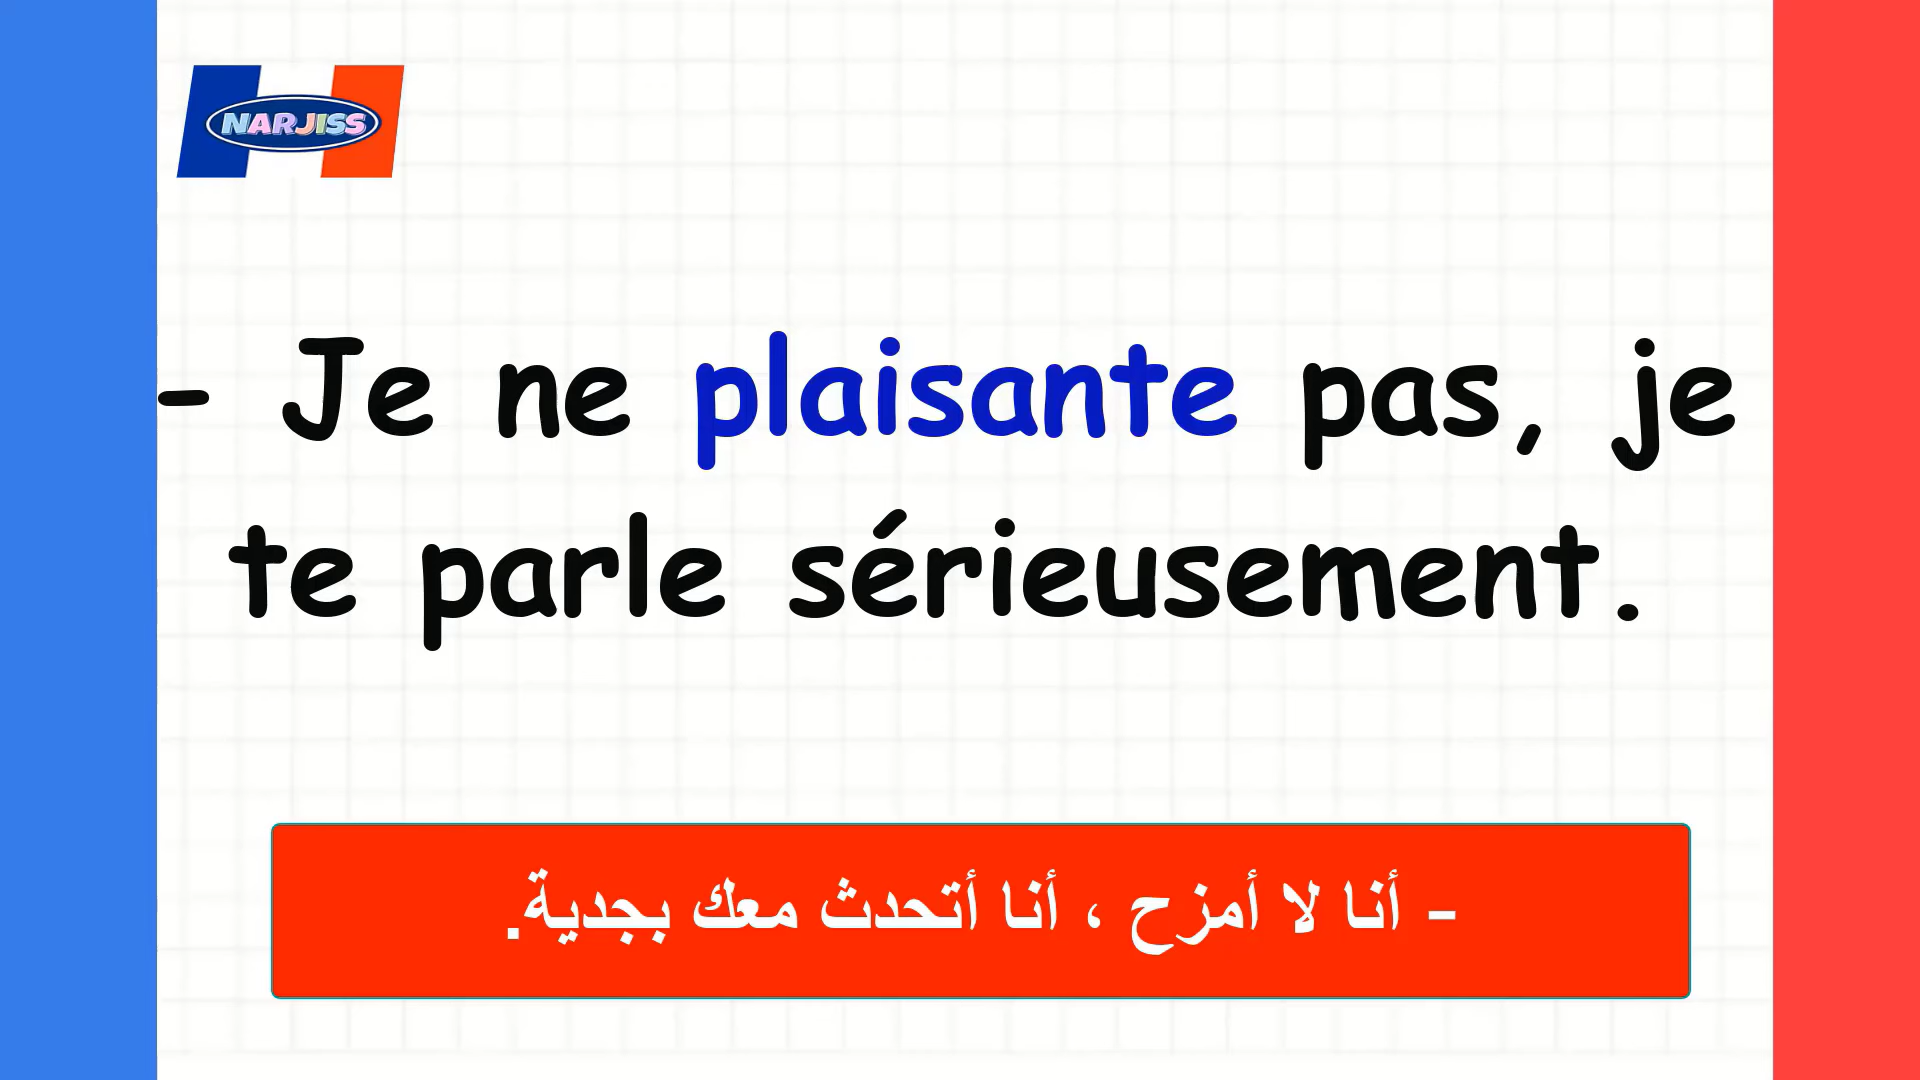 NARJISS
- Je ne plaisante pas, je
te parle sérieusement.
- أنا لا أمزح ، أنا أتحدث معك بجدية.